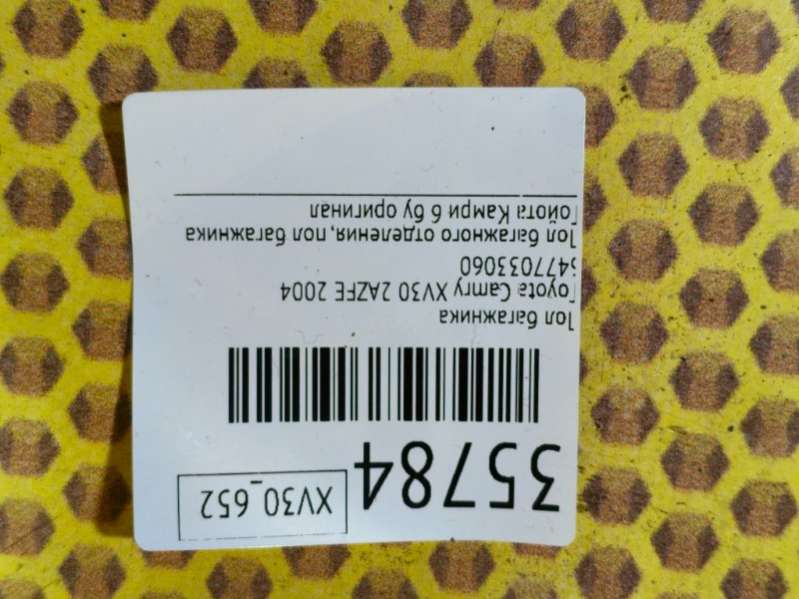 35784
XV30_652
Пол багажника
Toyota Camry XV30 2AZFE 2004
6477033060
Пол багажного отделения, пол багажника
Тойота Камри 6 бу оригинал